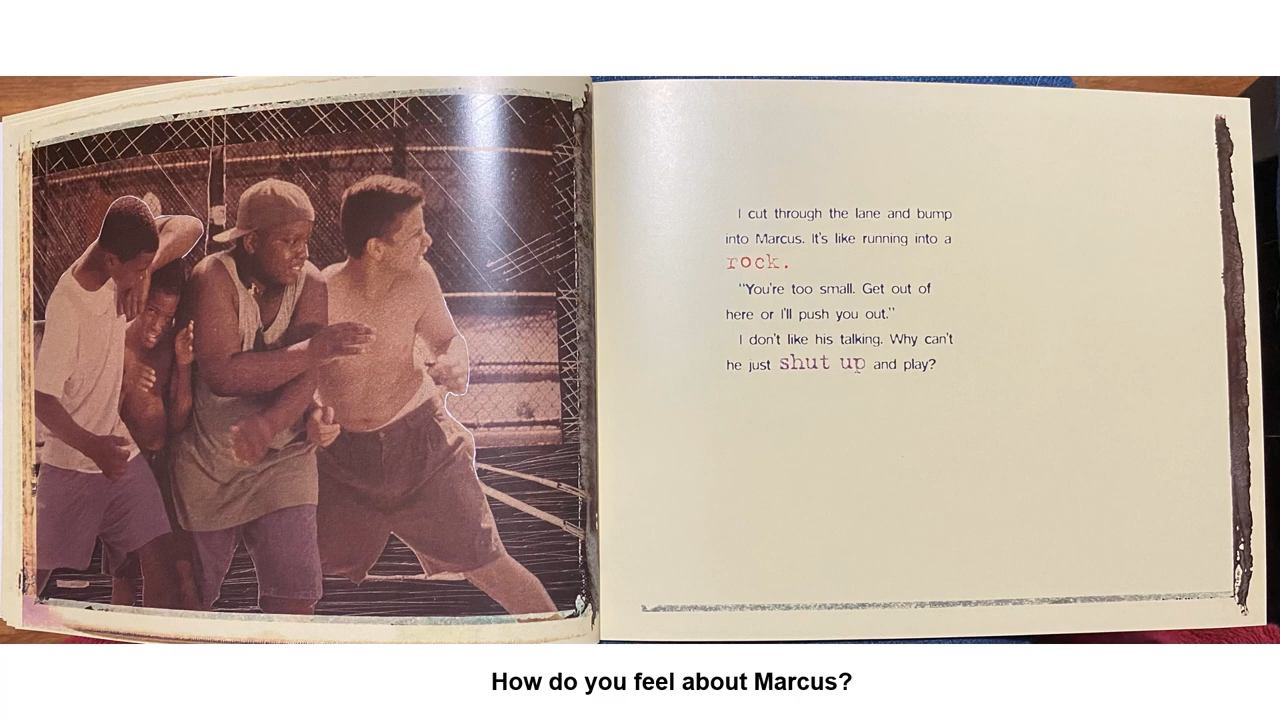 I cut through the lane and bump
into Marcus. It's like running into a
rock.
"You're too small. Get out of
here or I'll push you out."
I don't like his talking. Why can't
he just shut up and play?
How do you feel about Marcus?